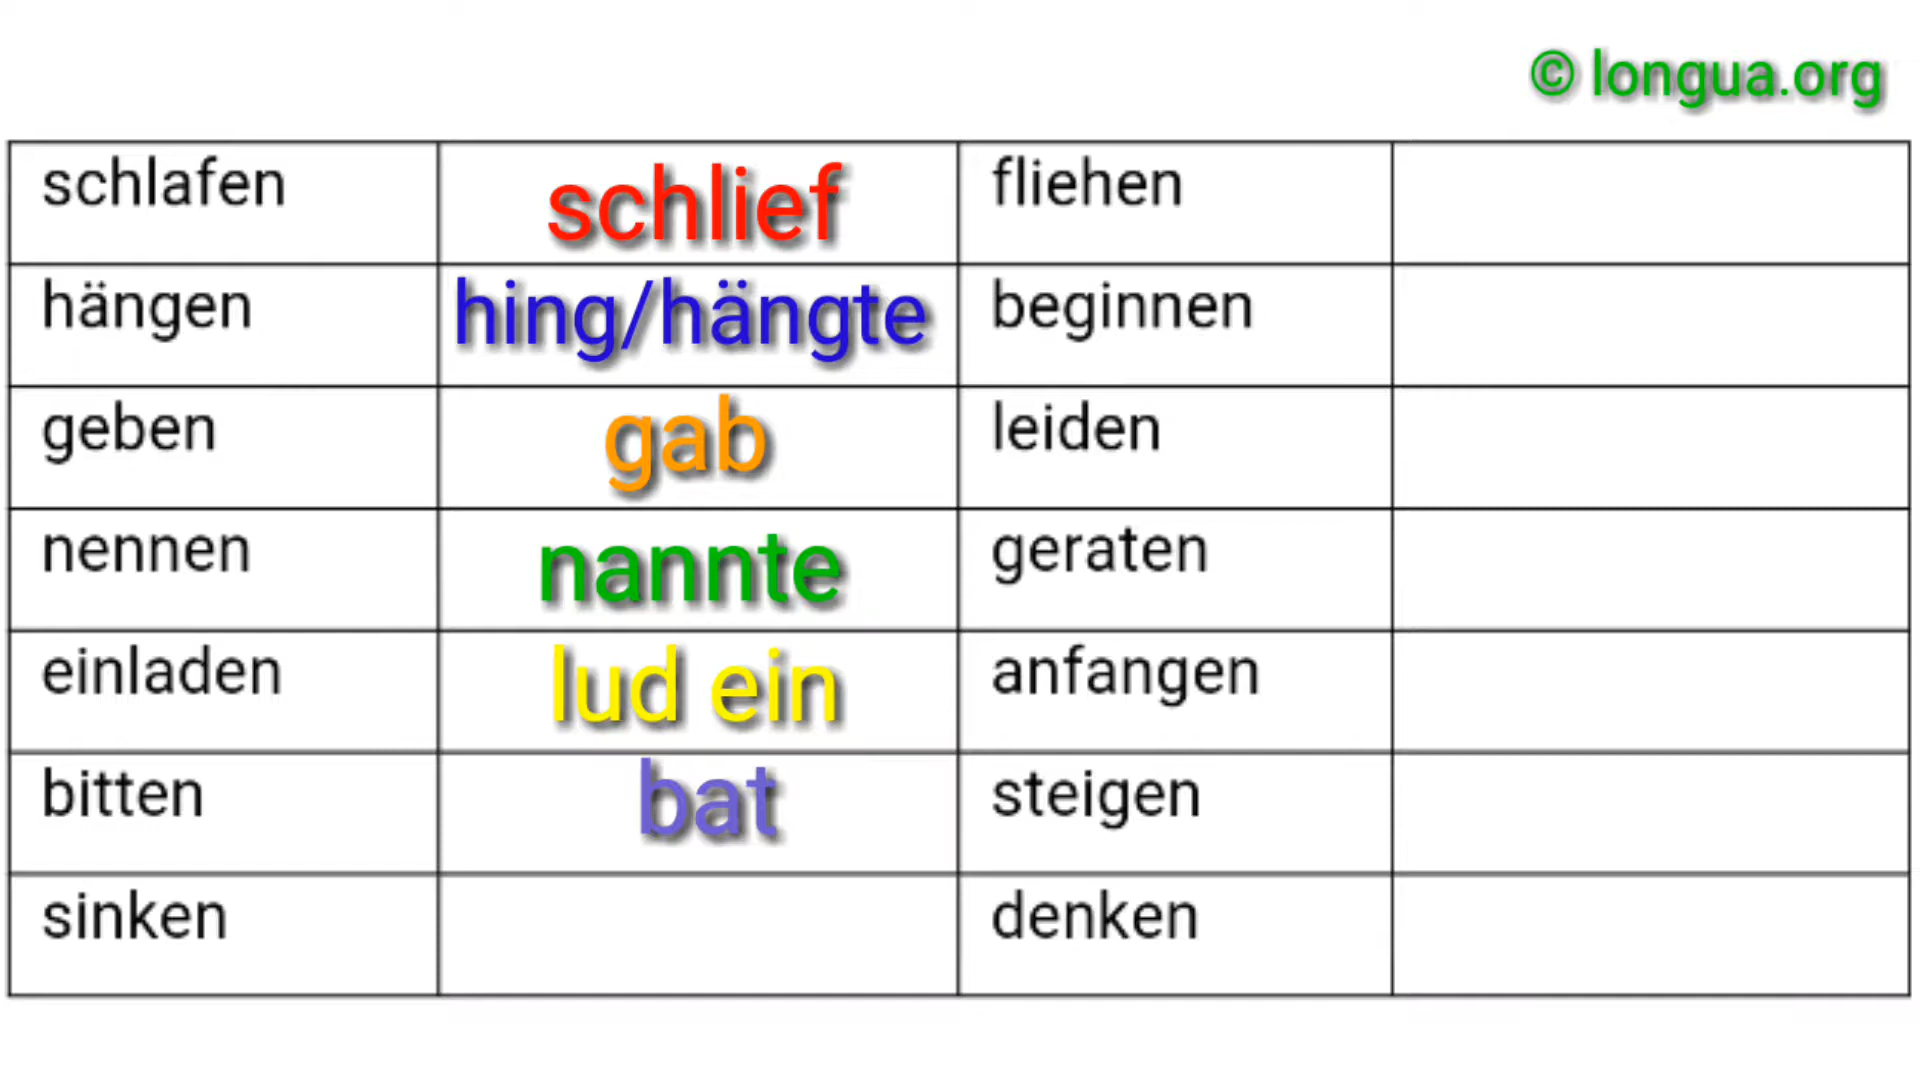 © longua.org
schlafen schlief fliehen
hängen hing/hängte beginnen
geben gab leiden
nennen nannte geraten
einladen lud ein anfangen
bitten bat steigen
sinken denken